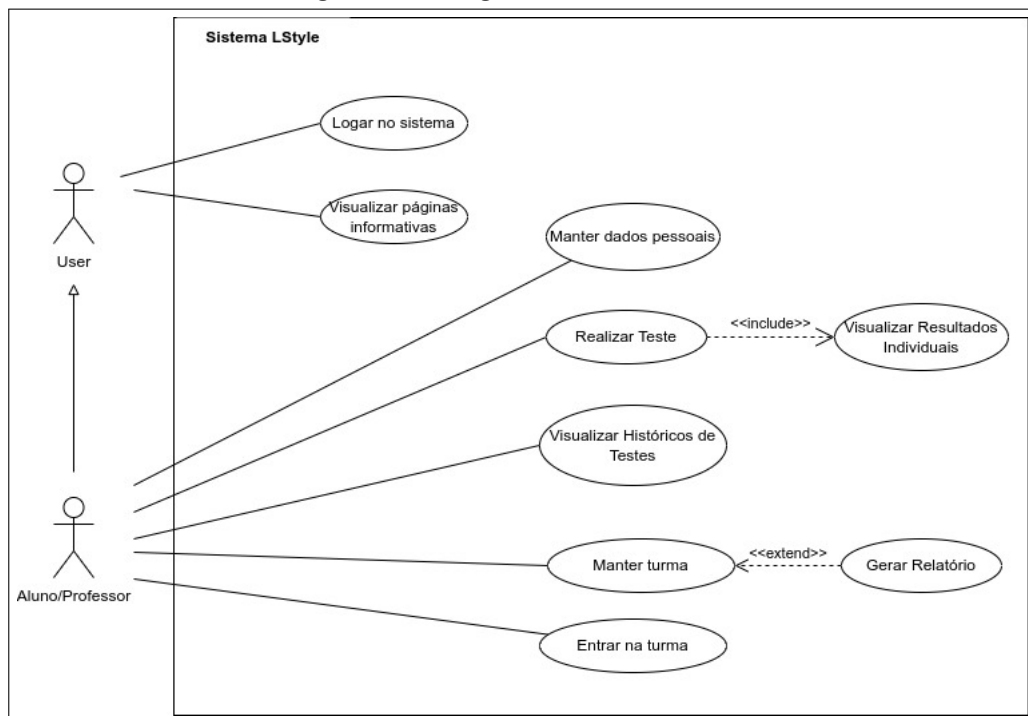 Sistema LStyle
Logar no sistema
Visualizar páginas
informativas
User
Manter dados pessoais
Realizar Teste
<<include>>
Visualizar Resultados
Individuais
Visualizar Históricos de
Testes
Manter turma
<<extend>>
Gerar Relatório
Aluno/Professor
Entrar na turma